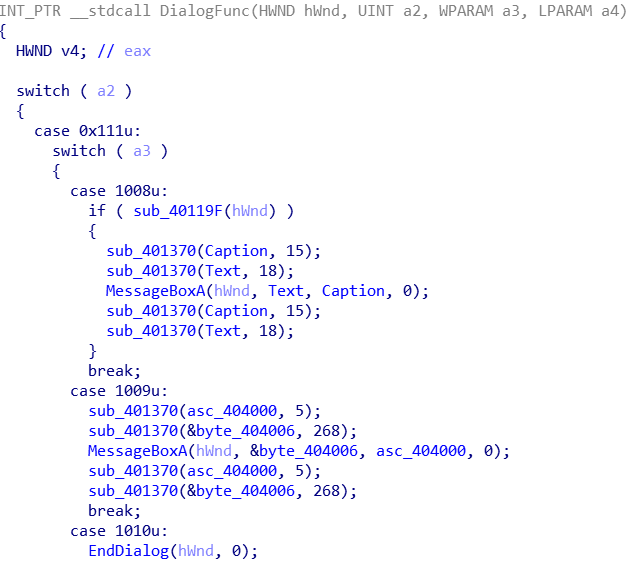 INT_PTR __stdcall DialogFunc(HWND hWnd, UINT a2, WPARAM a3, LPARAM a4)
{
  HWND v4; // eax

  switch ( a2 )
  {
    case 0x111u:
      switch ( a3 )
      {
        case 1008u:
          if ( sub_40119F(hWnd) )
          {
            sub_401370(Caption, 15);
            sub_401370(Text, 18);
            MessageBoxA(hWnd, Text, Caption, 0);
            sub_401370(Caption, 15);
            sub_401370(Text, 18);
          }
          break;
        case 1009u:
          sub_401370(asc_404000, 5);
          sub_401370(&byte_404006, 268);
          MessageBoxA(hWnd, &byte_404006, asc_404000, 0);
          sub_401370(asc_404000, 5);
          sub_401370(&byte_404006, 268);
          break;
        case 1010u:
          EndDialog(hWnd, 0);